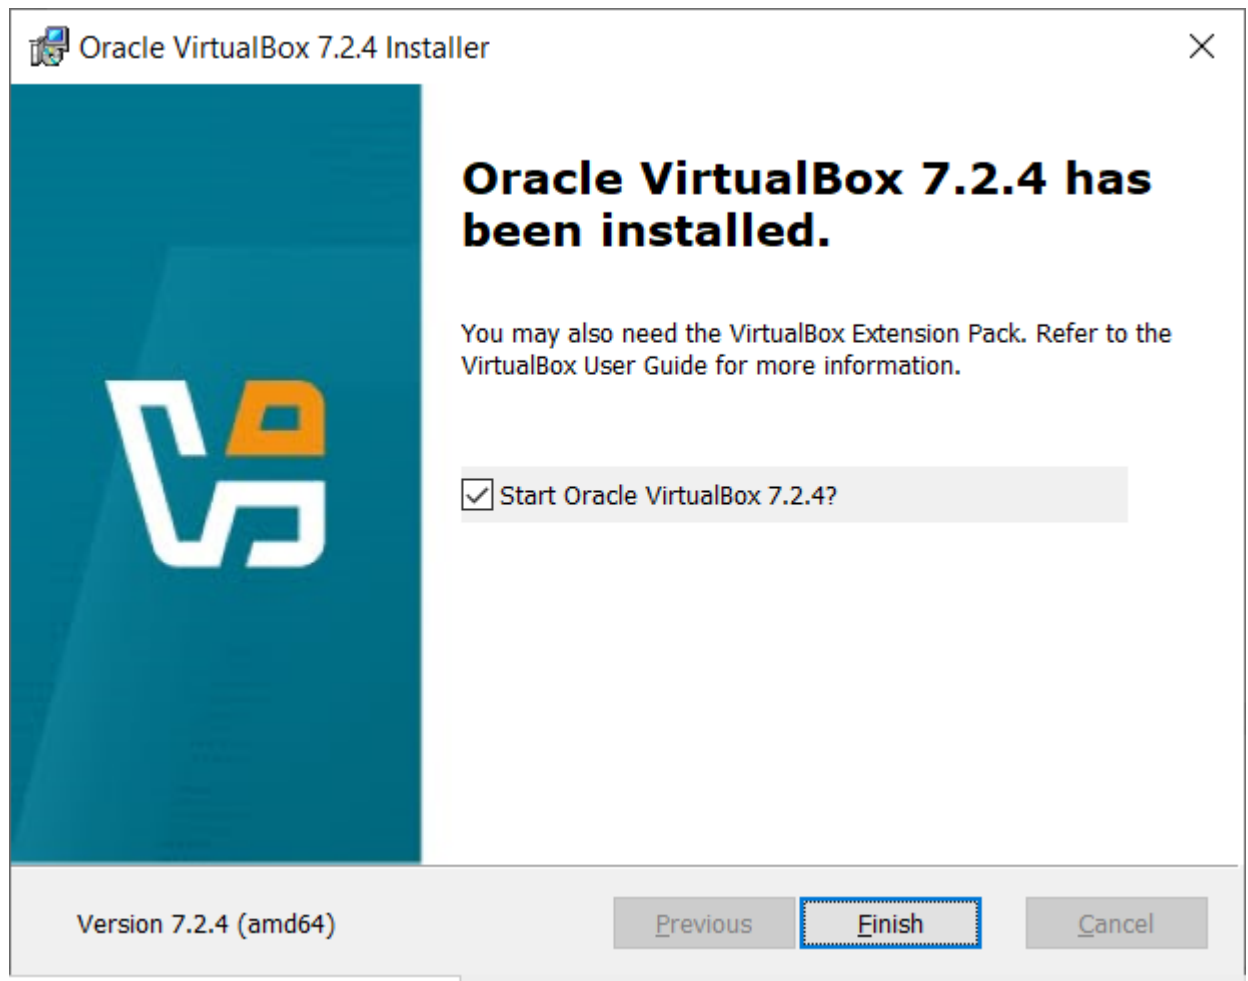 Oracle VirtualBox 7.2.4 Installer
Oracle VirtualBox 7.2.4 has
been installed.
You may also need the VirtualBox Extension Pack. Refer to the
VirtualBox User Guide for more information.
Start Oracle VirtualBox 7.2.4?
Version 7.2.4 (amd64)
Previous
Finish
Cancel